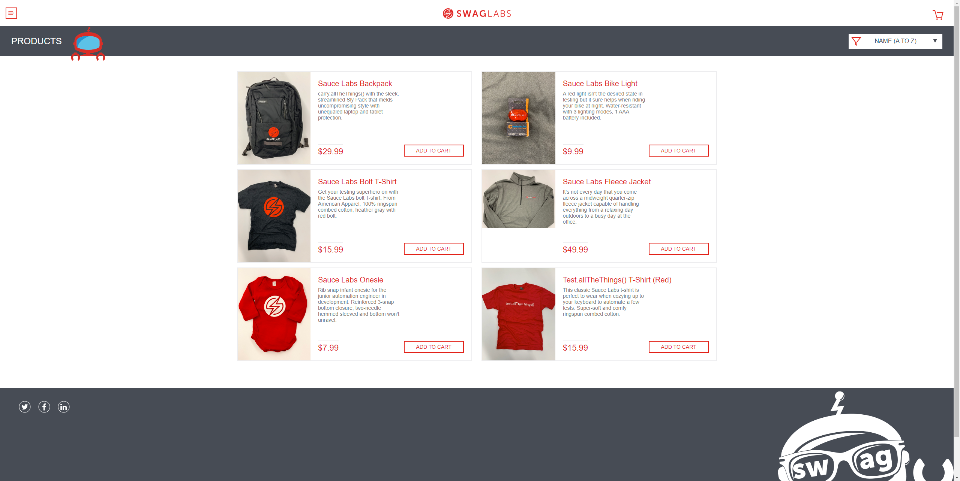 SWAGLABS
PRODUCTS
NAME (A TO Z)
Sauce Labs Backpack
carry.allTheThings() with the sleek,
streamlined Sly Pack that melds
uncompromising style with
unequaled laptop and tablet
protection.
$29.99
ADD TO CART
Sauce Labs Bike Light
A red light isn't the desired state in
testing but it sure helps when riding
your bike at night. Water-resistant
with 3 lighting modes, 1 AAA
battery included.
$9.99
ADD TO CART
Sauce Labs Bolt T-Shirt
Get your testing superhero on with
the Sauce Labs bolt T-shirt. From
American Apparel, 100% ringspun
combed cotton, heather gray with
red bolt.
$15.99
ADD TO CART
Sauce Labs Fleece Jacket
It's not every day that you come
across a midweight quarter-zip
fleece jacket capable of handling
everything from a relaxing day
outdoors to a busy day at the
office.
$49.99
ADD TO CART
Sauce Labs Onesie
Rib snap infant onesie for the
junior automation engineer in
development. Reinforced 3-snap
bottom closure, two-needle
hemmed sleeved and bottom won't
unravel.
$7.99
ADD TO CART
Test.allTheThings() T-Shirt (Red)
This classic Sauce Labs t-shirt is
perfect to wear when cozying up to
your keyboard to automate a few
tests. Super-soft and comfy
ringspun combed cotton.
$15.99
ADD TO CART
swag